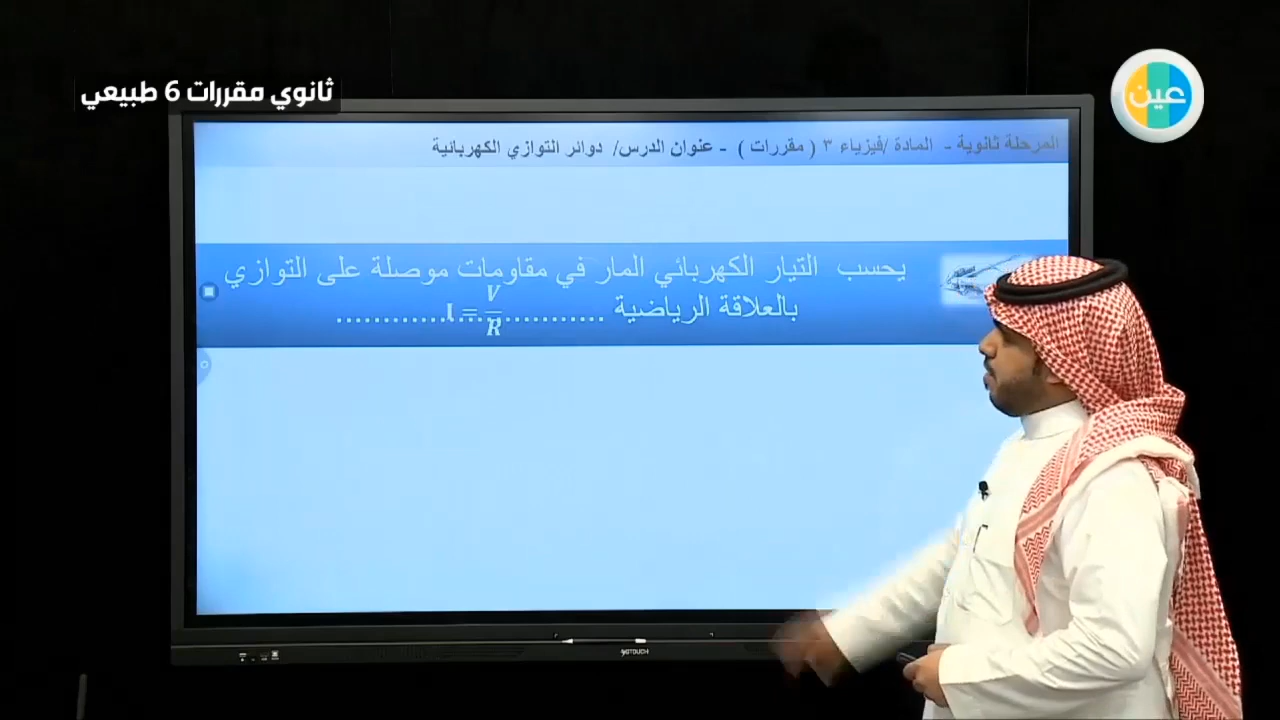 ثانوي مقررات 6 طبيعي
عين
المرحلة ثانوية - المادة /فيزياء ٣ ( مقررات ) - عنوان الدرس/ دوائر التوازي الكهربائية
يحسب التيار الكهربائي المار في مقاومات موصلة على التوازي
بالعلاقة الرياضية ............I = V/R............